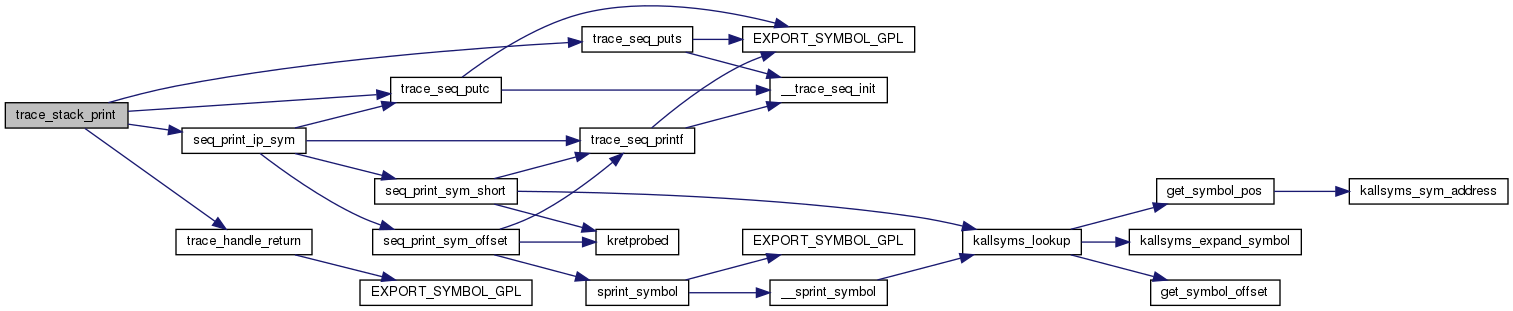 trace_stack_print
seq_print_ip_sym
trace_handle_return
trace_seq_putc
seq_print_sym_short
seq_print_sym_offset
EXPORT_SYMBOL_GPL
trace_seq_puts
trace_seq_printf
kretprobed
sprint_symbol
EXPORT_SYMBOL_GPL
__trace_seq_init
EXPORT_SYMBOL_GPL
__sprint_symbol
kallsyms_lookup
get_symbol_pos
kallsyms_expand_symbol
get_symbol_offset
kallsyms_sym_address